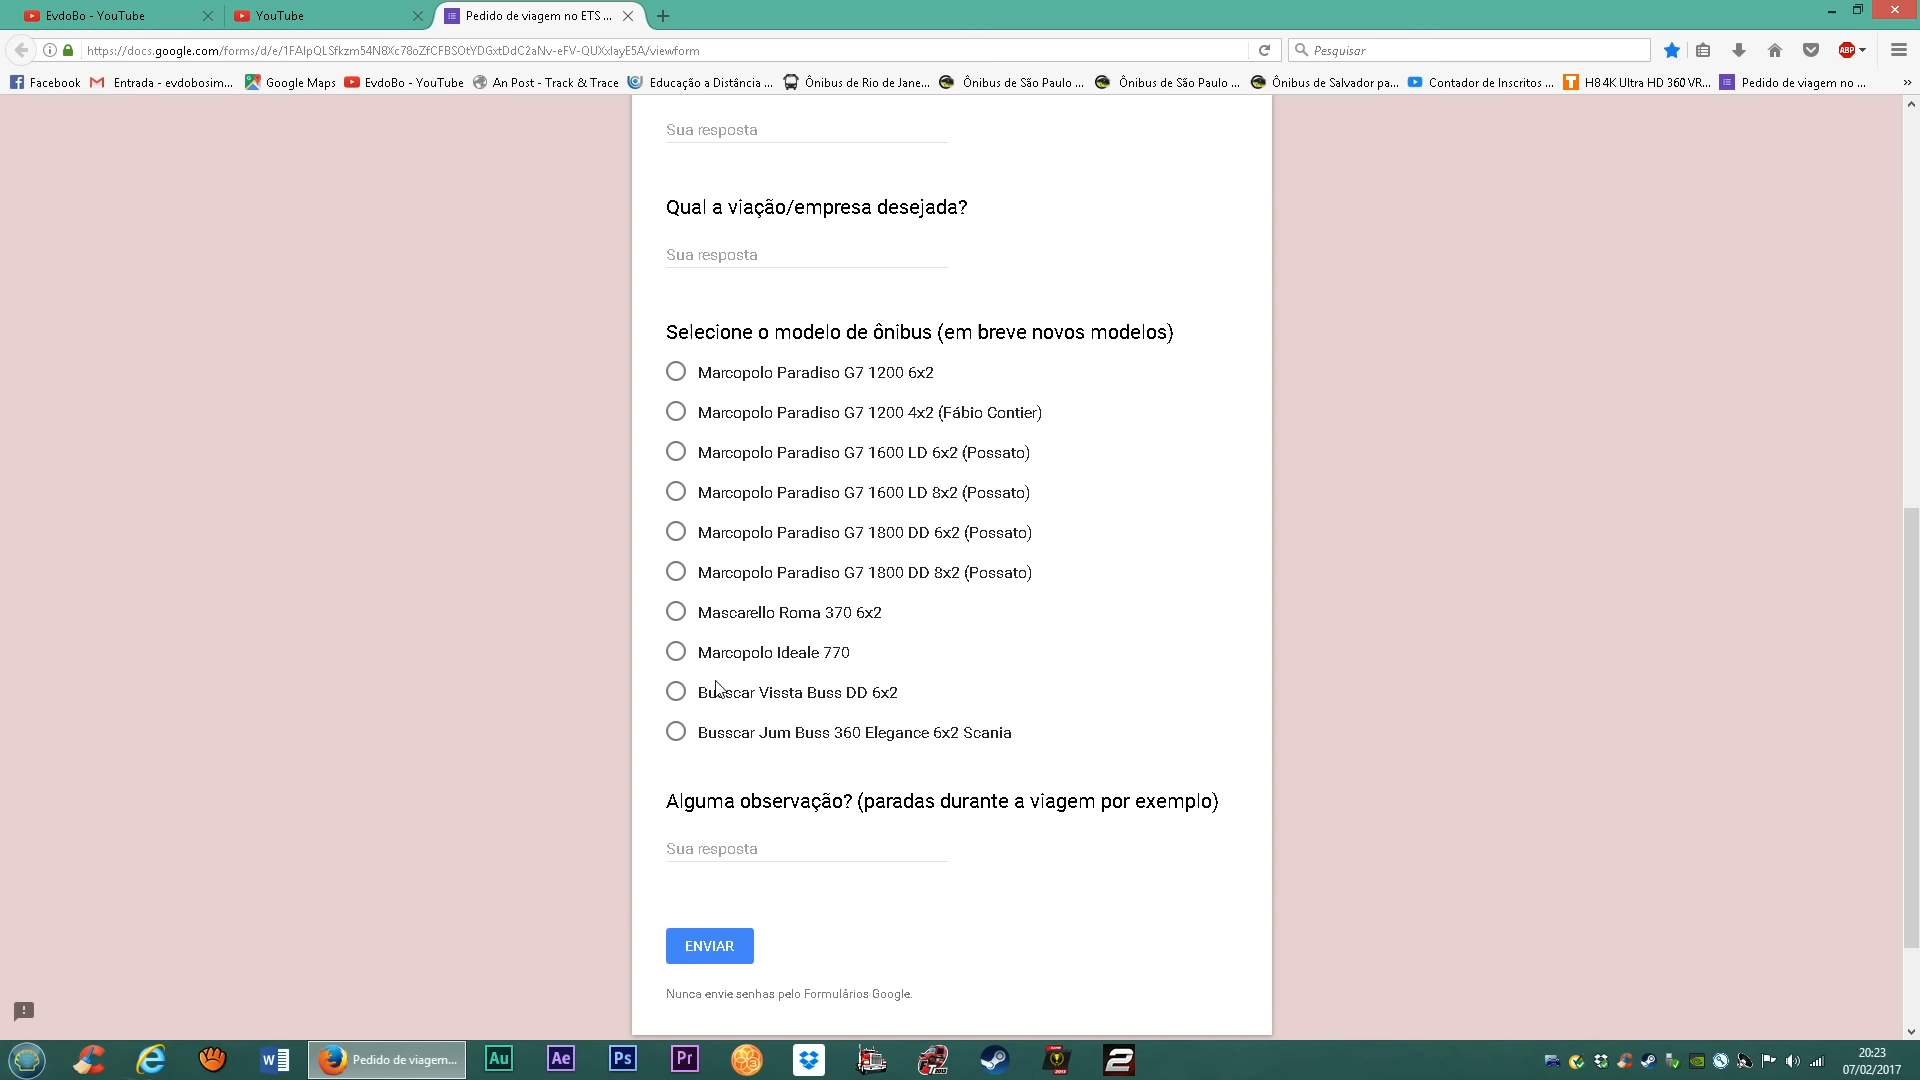 EvdoBo - YouTube
YouTube
Pedido de viagem no ETS ...
https://docs.google.com/forms/d/e/1FAIpQLSfkzm54N8Xc78oZfCFBSOtYDGxtDdC2aNv-eFV-QUXxlayE5A/viewform
Pesquisar
ABP
Facebook
Entrada - evdobosim...
Google Maps
EvdoBo - YouTube
An Post - Track & Trace
Educação a Distância ...
Ônibus de Rio de Jane...
Ônibus de São Paulo ...
Ônibus de São Paulo ...
Ônibus de Salvador pa...
Contador de Inscritos ...
H8 4K Ultra HD 360 VR...
Pedido de viagem no ...
Sua resposta
Qual a viação/empresa desejada?
Sua resposta
Selecione o modelo de ônibus (em breve novos modelos)
Marcopolo Paradiso G7 1200 6x2
Marcopolo Paradiso G7 1200 4x2 (Fábio Contier)
Marcopolo Paradiso G7 1600 LD 6x2 (Possato)
Marcopolo Paradiso G7 1600 LD 8x2 (Possato)
Marcopolo Paradiso G7 1800 DD 6x2 (Possato)
Marcopolo Paradiso G7 1800 DD 8x2 (Possato)
Mascarello Roma 370 6x2
Marcopolo Ideale 770
Busscar Vissta Buss DD 6x2
Busscar Jum Buss 360 Elegance 6x2 Scania
Alguma observação? (paradas durante a viagem por exemplo)
Sua resposta
ENVIAR
Nunca envie senhas pelo Formulários Google.
Pedido de viagem...
Au
Ae
Ps
Pr
2
20:23
07/02/2017